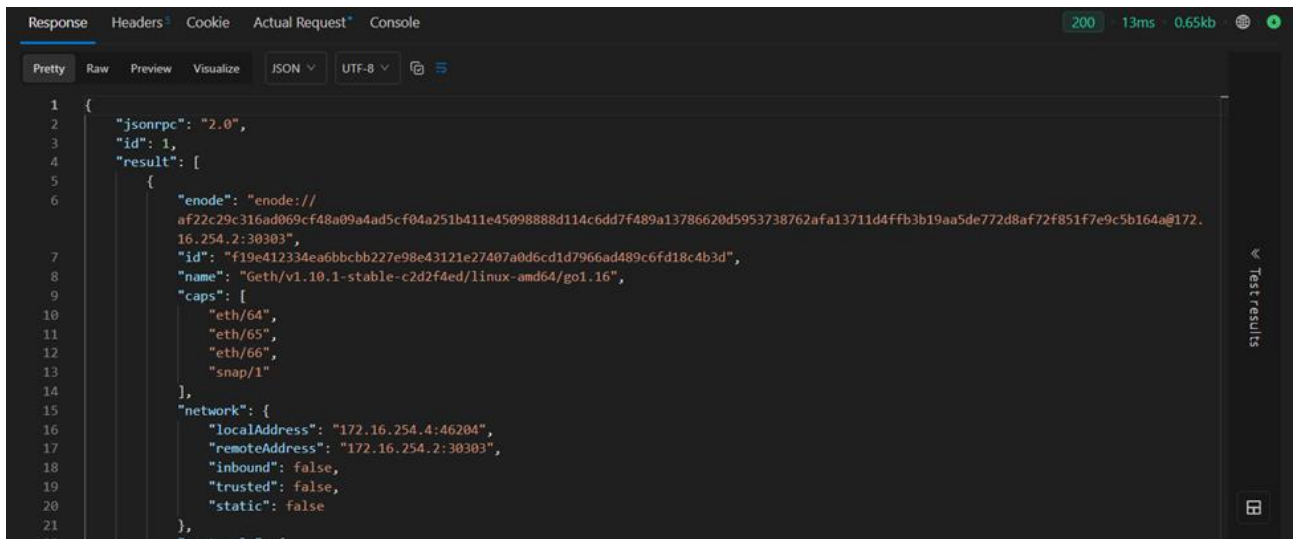 Response Headers 5 Cookie Actual Request Console 200 13ms 0.65kb
Pretty Raw Preview Visualize JSON UTF-8
1 {
2 "jsonrpc": "2.0",
3 "id": 1,
4 "result": [
5 {
6 "enode": "enode://
af22c29c316ad069cf48a09a4ad5cf04a251b411e45098888d114c6dd7f489a13786620d5953738762afa13711d4ffb3b19aa5de772d8af72f851f7e9c5b164a@172.
16.254.2:30303",
7 "id": "f19e412334ea6bbcbb227e98e43121e27407a0d6cd1d7966ad489c6fd18c4b3d",
8 "name": "Geth/v1.10.1-stable-c2d2f4ed/linux-amd64/go1.16",
9 "caps": [
10 "eth/64",
11 "eth/65",
12 "eth/66",
13 "snap/1"
14 ],
15 "network": {
16 "localAddress": "172.16.254.4:46204",
17 "remoteAddress": "172.16.254.2:30303",
18 "inbound": false,
19 "trusted": false,
20 "static": false
21 },
Test results